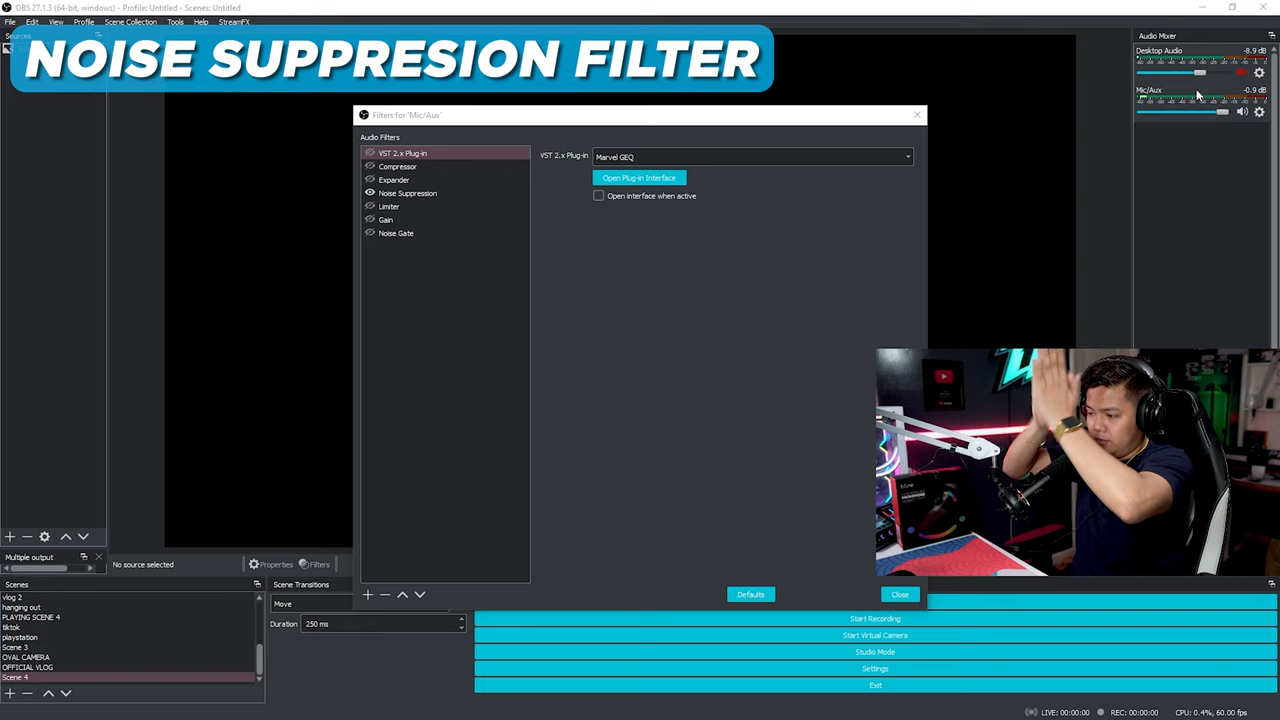 OBS 27.1.3 (64-bit, windows) - Profile: Untitled - Scenes: Untitled
File Edit View Profile Scene Collection Tools Help StreamFX
Sources
NOISE SUPPRESION FILTER
Audio Mixer
Desktop Audio -8.9 dB
Mic/Aux -0.9 dB
Filters for 'Mic/Aux'
Audio Filters
VST 2.x Plug-in
Compressor
Expander
Noise Suppression
Limiter
Gain
Noise Gate
VST 2.x Plug-in Marvel GEQ
Open Plug-in Interface
Open interface when active
Defaults Close
Multiple output
No source selected
Properties Filters
Scenes
vlog 2
hanging out
PLAYING SCENE 4
tiktok
playstation
Scene 3
OVAL CAMERA
OFFICIAL VLOG
Scene 4
Scene Transitions
Move
Duration 250 ms
Start Recording
Start Virtual Camera
Studio Mode
Settings
Exit
LIVE: 00:00:00 REC: 00:00:00 CPU: 0.4%, 60.00 fps